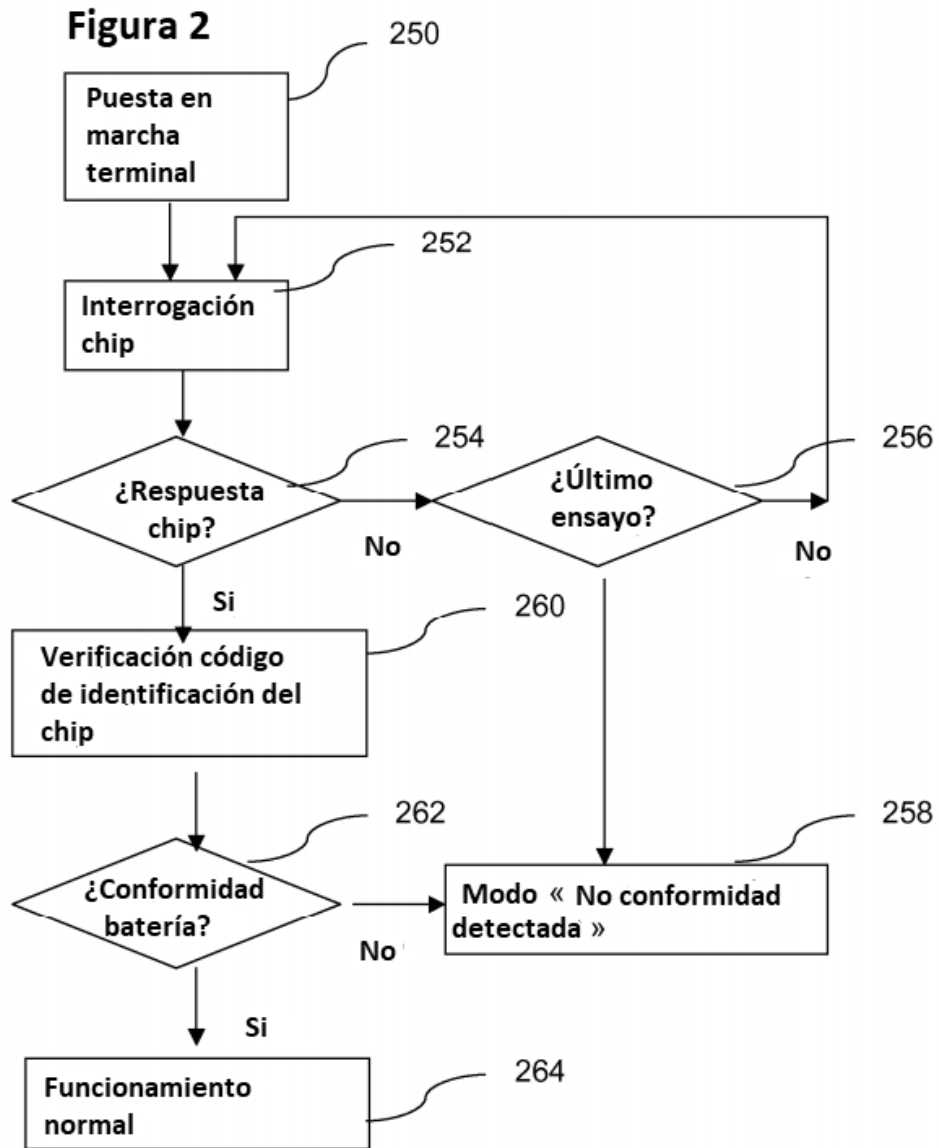 Figura 2
250
Puesta en
marcha
terminal
252
Interrogación
chip
254
¿Respuesta
chip?
No
256
¿Último
ensayo?
No
Si
260
Verificación código
de identificación del
chip
262
¿Conformidad
batería?
No
258
Modo « No conformidad
detectada »
Si
264
Funcionamiento
normal